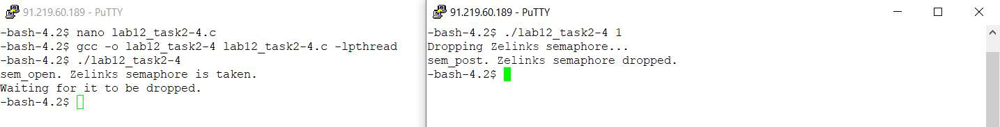 91.219.60.189 - PuTTY
-bash-4.2$ nano lab12_task2-4.c
-bash-4.2$ gcc -o lab12_task2-4 lab12_task2-4.c -lpthread
-bash-4.2$ ./lab12_task2-4
sem_open. Zelinks semaphore is taken.
Waiting for it to be dropped.
-bash-4.2$
91.219.60.189 - PuTTY
-bash-4.2$ ./lab12_task2-4 1
Dropping Zelinks semaphore...
sem_post. Zelinks semaphore dropped.
-bash-4.2$